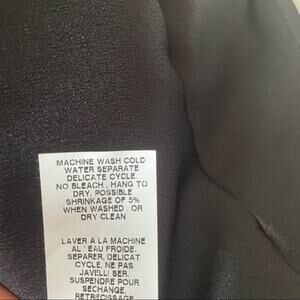 MACHINE WASH COLD
WATER SEPARATE
DELICATE CYCLE.
NO BLEACH , HANG TO
DRY, POSSIBLE
SHRINKAGE OF 5%
WHEN WASHED . OR
DRY CLEAN
LAVER A LA MACHINE
AL ' EAU FROIDE.
SEPARER, DELICAT
CYCLE, NE PAS
JAVELLI SER,
SUSPENDRE POUR
SECHANGE,
RETRECISSAGE